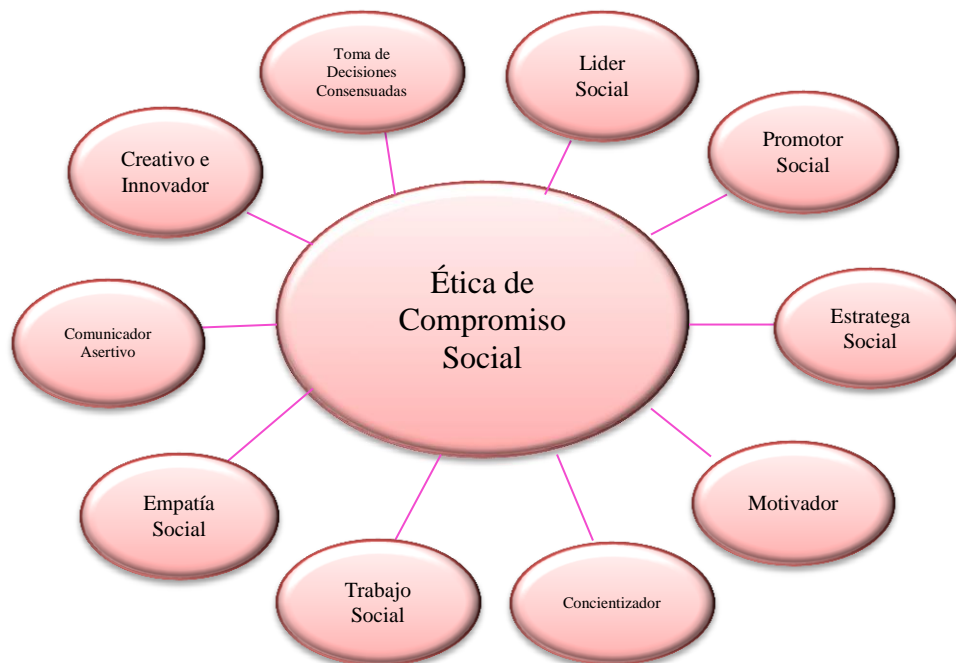 Toma de
Decisiones
Consensuadas
Lider
Social
Promotor
Social
Creativo e
Innovador
Ética de
Compromiso
Social
Estratega
Social
Comunicador
Asertivo
Empatía
Social
Motivador
Trabajo
Social
Concientizador